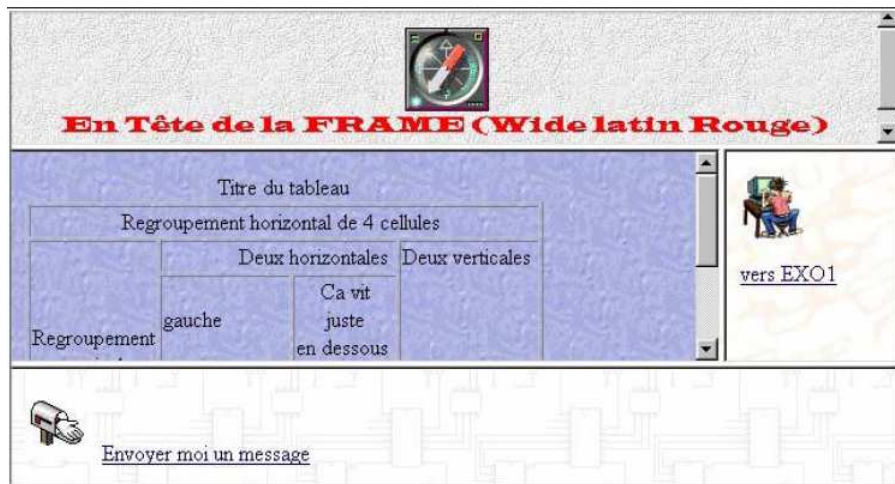 En Tête de la FRAME (Wide latin Rouge)
Titre du tableau
Regroupement horizontal de 4 cellules
Deux horizontales
Deux verticales
gauche
Ca vit
juste
en dessous
Regroupement
vers EXO1
Envoyer moi un message